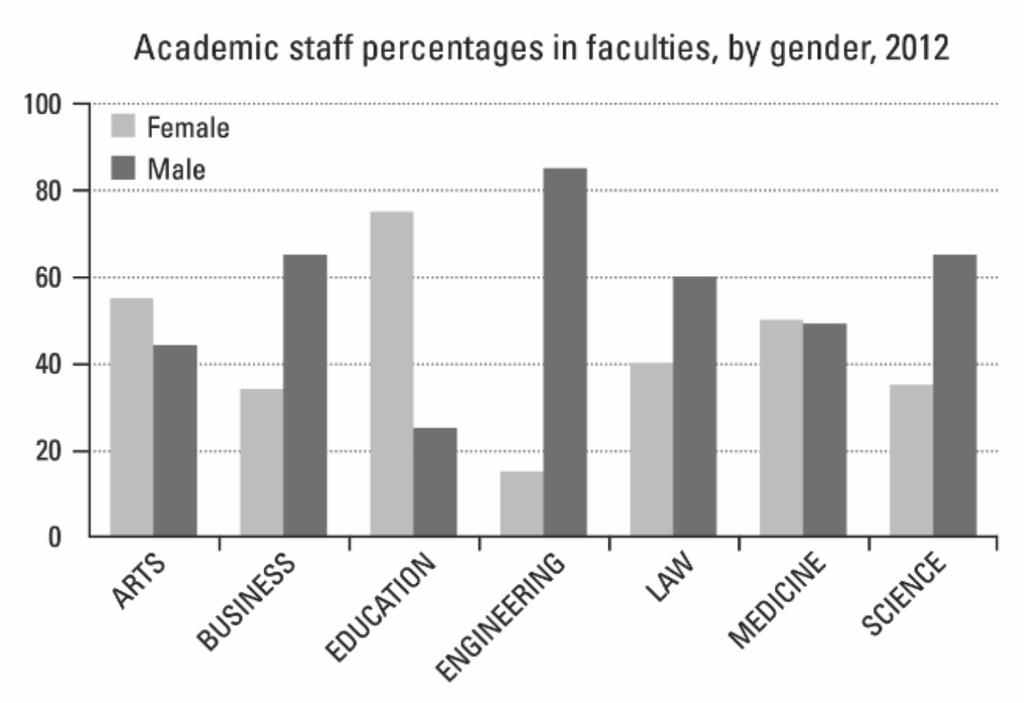 Academic staff percentages in faculties, by gender, 2012
100
Female
Male
80
60
40
20
0
ARTS
BUSINESS
EDUCATION
ENGINEERING
LAW
MEDICINE
SCIENCE